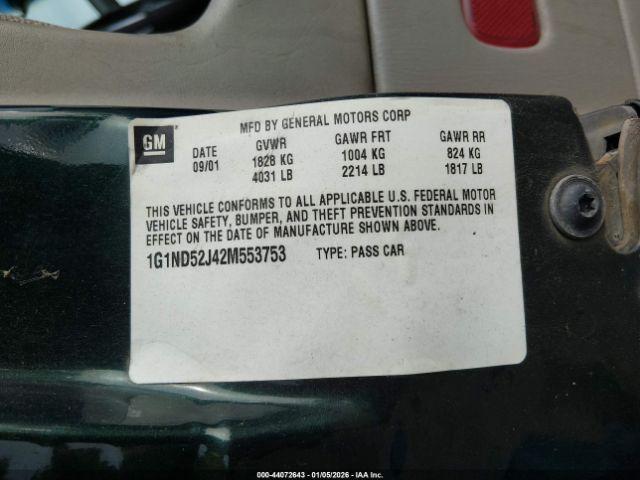 MFD BY GENERAL MOTORS CORP
GM
DATE GVWR GAWR FRT GAWR RR
09/01 1828 KG 1004 KG 824 KG
4031 LB 2214 LB 1817 LB
THIS VEHICLE CONFORMS TO ALL APPLICABLE U.S. FEDERAL MOTOR
VEHICLE SAFETY, BUMPER, AND THEFT PREVENTION STANDARDS IN
EFFECT ON THE DATE OF MANUFACTURE SHOWN ABOVE.
1G1ND52J42M553753 TYPE: PASS CAR
000-44072643 | 01/05/2026 - IAA Inc.